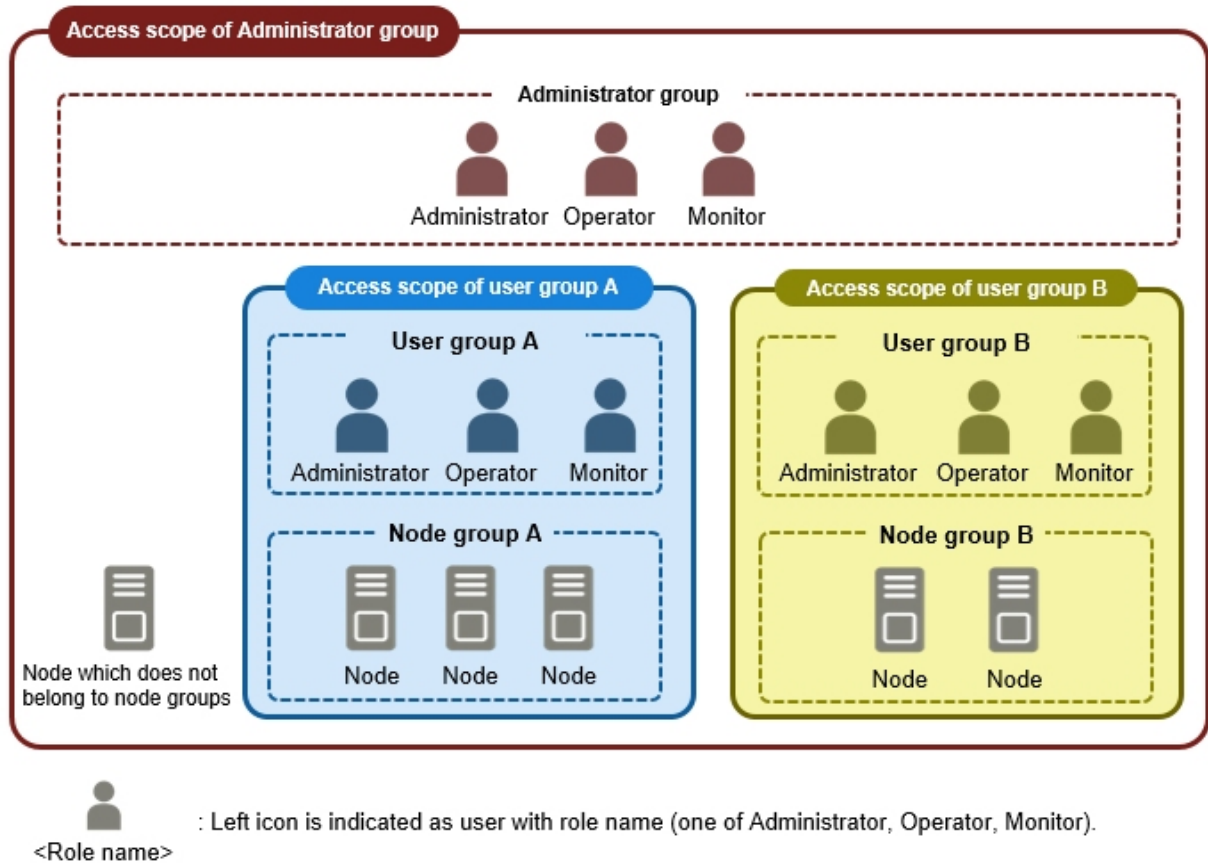 Access scope of Administrator group
Administrator group
Administrator Operator Monitor
Access scope of user group A
User group A
Administrator Operator Monitor
Node group A
Node Node Node
Access scope of user group B
User group B
Administrator Operator Monitor
Node group B
Node Node
Node which does not
belong to node groups
<Role name>
: Left icon is indicated as user with role name (one of Administrator, Operator, Monitor).